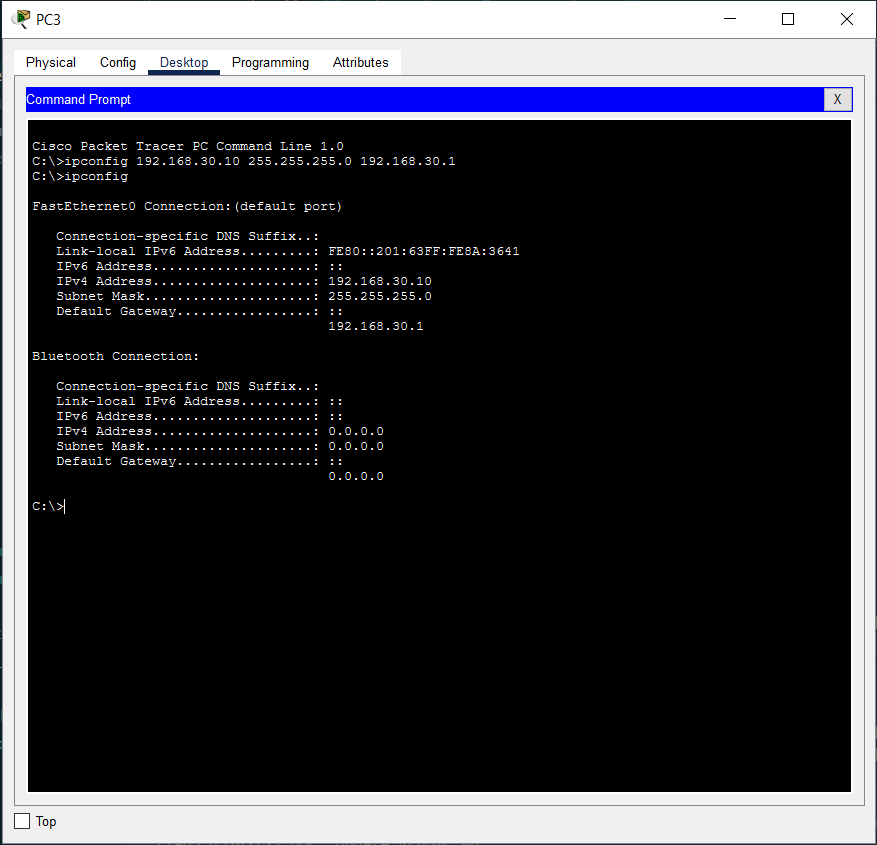 PC3
Physical Config Desktop Programming Attributes
Command Prompt X
Cisco Packet Tracer PC Command Line 1.0
C:\>ipconfig 192.168.30.10 255.255.255.0 192.168.30.1
C:\>ipconfig
FastEthernet0 Connection:(default port)
Connection-specific DNS Suffix..:
Link-local IPv6 Address.........: FE80::201:63FF:FE8A:3641
IPv6 Address....................: ::
IPv4 Address....................: 192.168.30.10
Subnet Mask.....................: 255.255.255.0
Default Gateway.................: ::
192.168.30.1
Bluetooth Connection:
Connection-specific DNS Suffix..:
Link-local IPv6 Address.........: ::
IPv6 Address....................: ::
IPv4 Address....................: 0.0.0.0
Subnet Mask.....................: 0.0.0.0
Default Gateway.................: ::
0.0.0.0
C:\>
Top